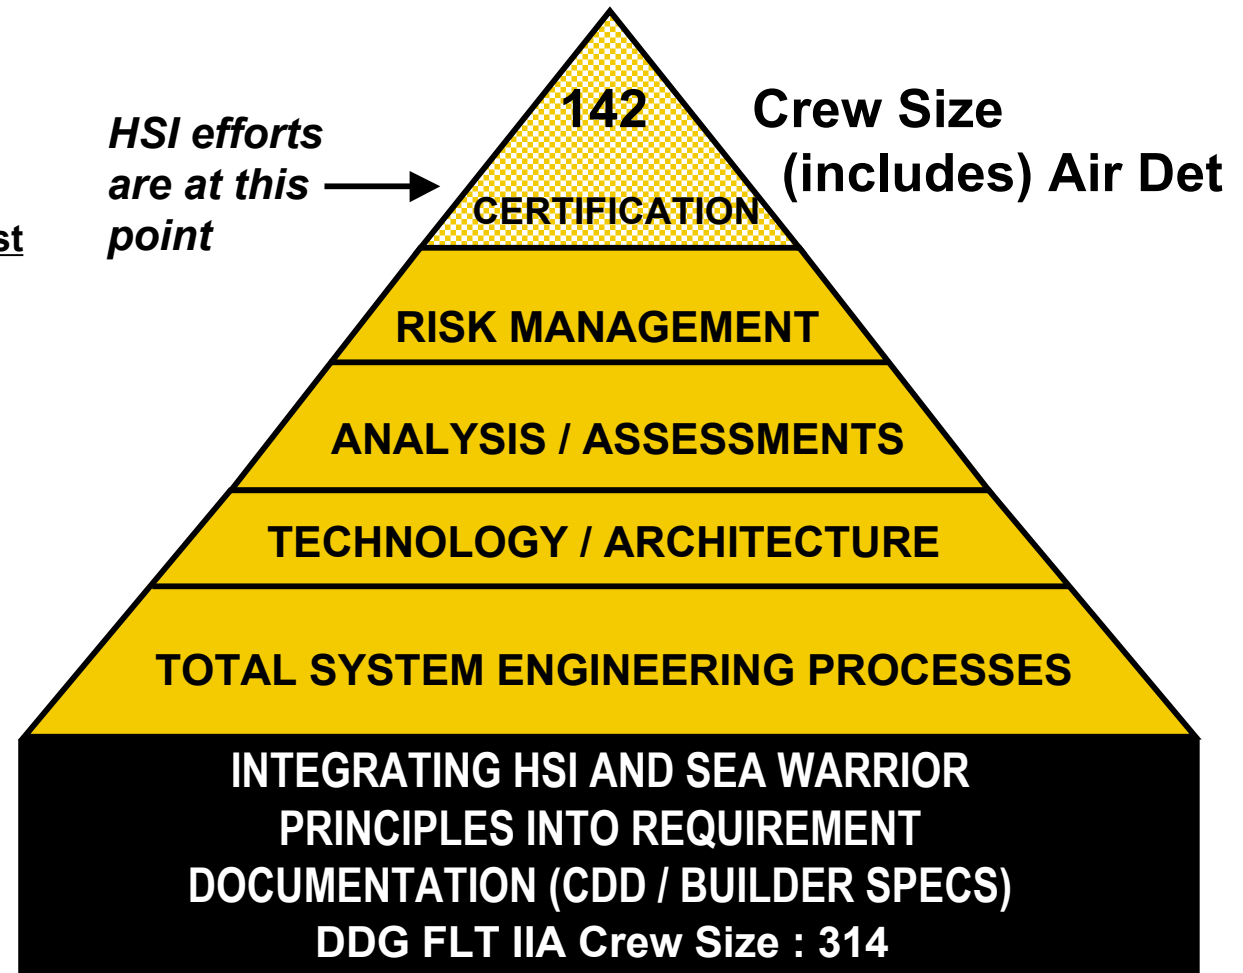 142
Crew Size
(includes) Air Det
HSI efforts
are at this
point
st
CERTIFICATION
RISK MANAGEMENT
ANALYSIS / ASSESSMENTS
TECHNOLOGY / ARCHITECTURE
TOTAL SYSTEM ENGINEERING PROCESSES
INTEGRATING HSI AND SEA WARRIOR
PRINCIPLES INTO REQUIREMENT
DOCUMENTATION (CDD / BUILDER SPECS)
DDG FLT IIA Crew Size : 314